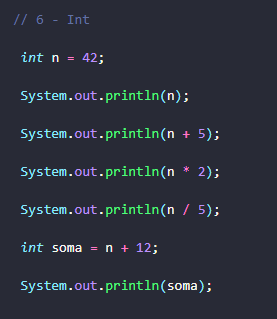 // 6 - Int
int n = 42;
System.out.println(n);
System.out.println(n + 5);
System.out.println(n * 2);
System.out.println(n / 5);
int soma = n + 12;
System.out.println(soma);